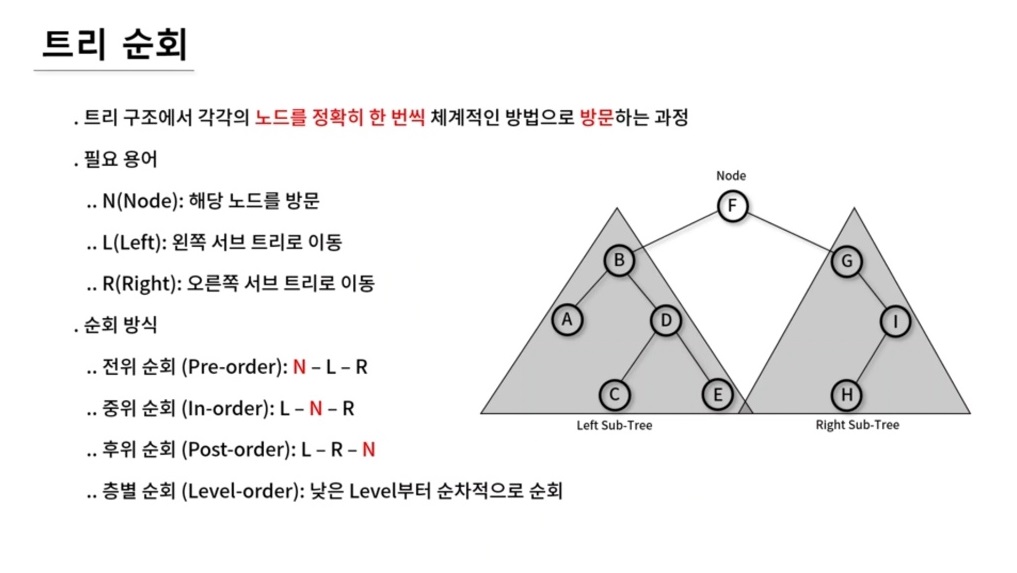 트리 순회
. 트리 구조에서 각각의 노드를 정확히 한 번씩 체계적인 방법으로 방문하는 과정
. 필요 용어
.. N(Node): 해당 노드를 방문
.. L(Left): 왼쪽 서브 트리로 이동
.. R(Right): 오른쪽 서브 트리로 이동
. 순회 방식
.. 전위 순회 (Pre-order): N – L – R
.. 중위 순회 (In-order): L – N – R
.. 후위 순회 (Post-order): L – R – N
.. 층별 순회 (Level-order): 낮은 Level부터 순차적으로 순회
Node
F
B
G
A
D
I
C
E
H
Left Sub-Tree
Right Sub-Tree